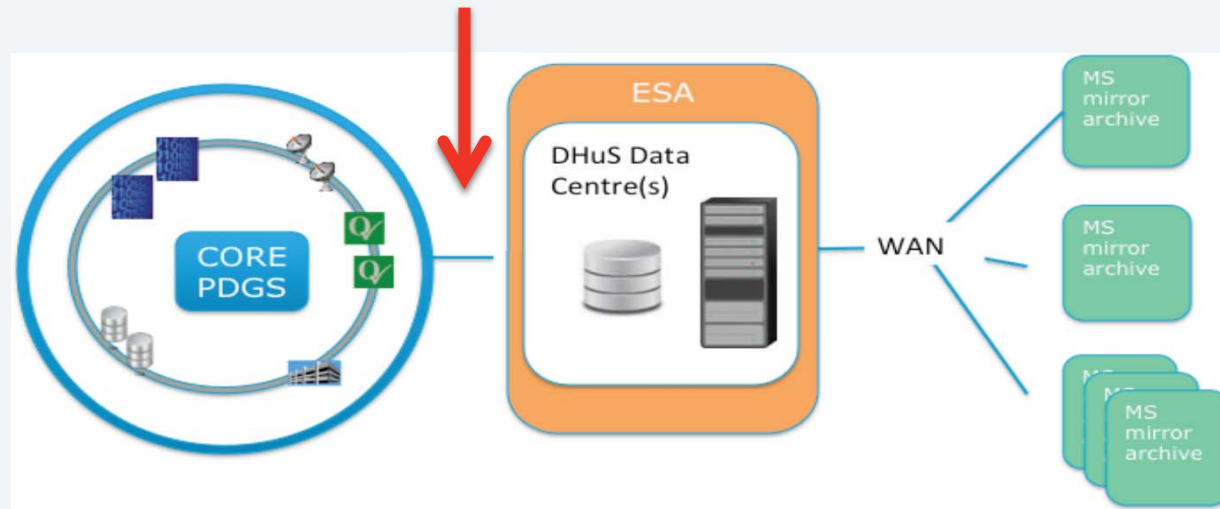 ESA
DHuS Data
Centre(s)
CORE
PDGS
WAN
MS
mirror
archive
MS
mirror
archive
MS
mirror
archive